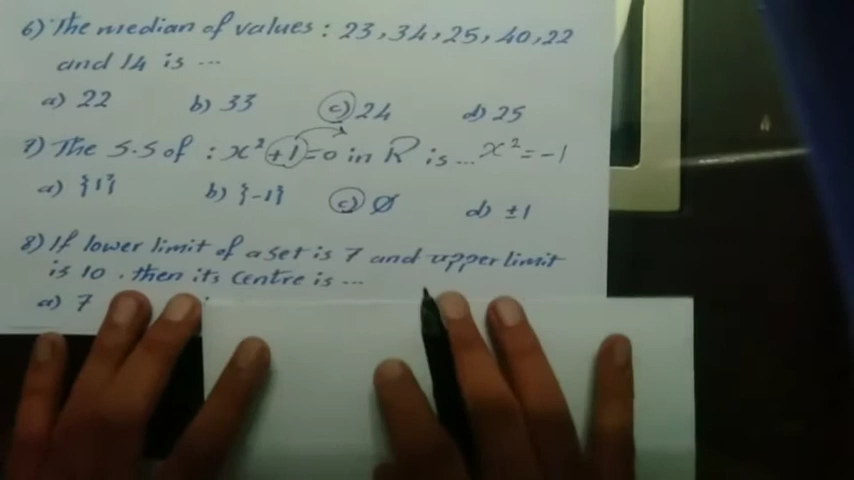 6) The median of values : 23, 34, 25, 40, 22
and 14 is ...
a) 22 b) 33 c) 24 d) 25
7) The S.S of : x² + 1 = 0 in R is ... x² = -1
a) {1} b) {-1} c) Ø d) ±1
8) If lower limit of a set is 7 and upper limit
is 10 . then its centre is ...
a) 7